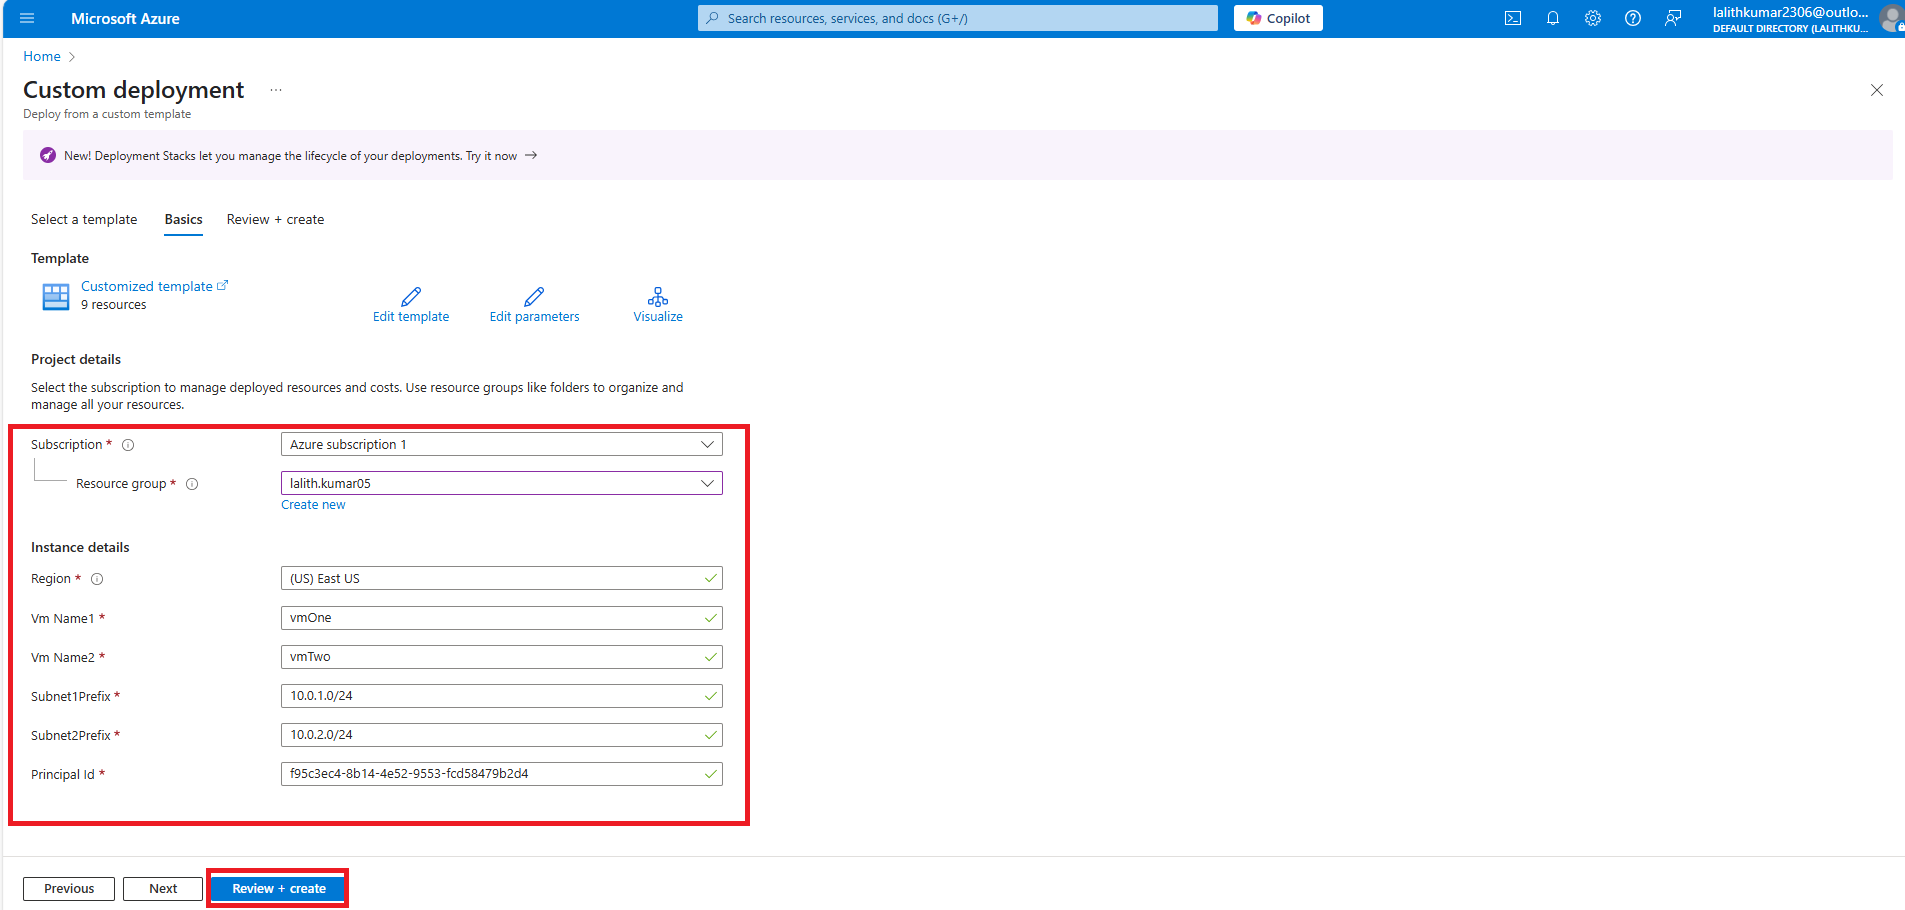 Microsoft Azure
Search resources, services, and docs (G+/)
Copilot
lalithkumar2306@outlo...
DEFAULT DIRECTORY (LALITHKU...
Home
Custom deployment
...
Deploy from a custom template
New! Deployment Stacks let you manage the lifecycle of your deployments. Try it now →
Select a template
Basics
Review + create
Template
Customized template
9 resources
Edit template
Edit parameters
Visualize
Project details
Select the subscription to manage deployed resources and costs. Use resource groups like folders to organize and
manage all your resources.
Subscription *
Azure subscription 1
Resource group *
lalith.kumar05
Create new
Instance details
Region *
(US) East US
Vm Name1 *
vmOne
Vm Name2 *
vmTwo
Subnet1Prefix *
10.0.1.0/24
Subnet2Prefix *
10.0.2.0/24
Principal Id *
f95c3ec4-8b14-4e52-9553-fcd58479b2d4
Previous
Next
Review + create